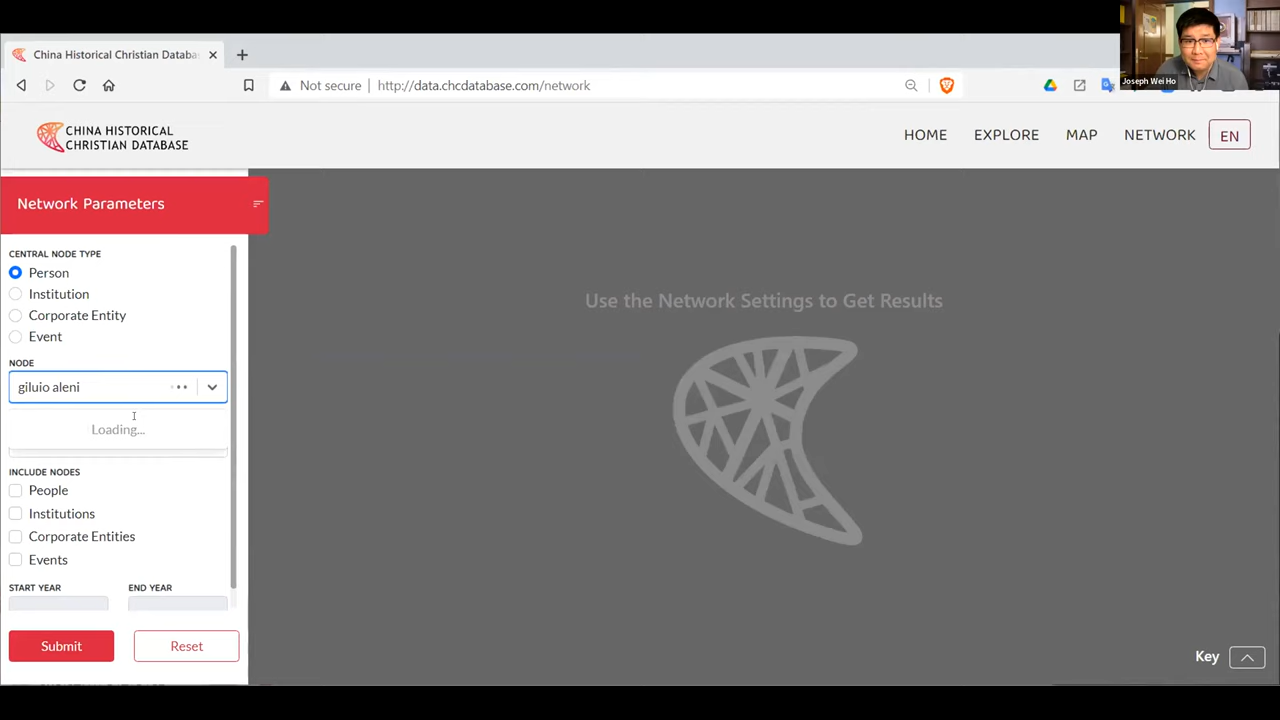 China Historical Christian Databa
Not secure
http://data.chcdatabase.com/network
Joseph Wei Ho
CHINA HISTORICAL
CHRISTIAN DATABASE
HOME
EXPLORE
MAP
NETWORK
EN
Network Parameters
CENTRAL NODE TYPE
Person
Institution
Corporate Entity
Event
NODE
giluio aleni
Loading...
INCLUDE NODES
People
Institutions
Corporate Entities
Events
START YEAR
END YEAR
Submit
Reset
Use the Network Settings to Get Results
Key